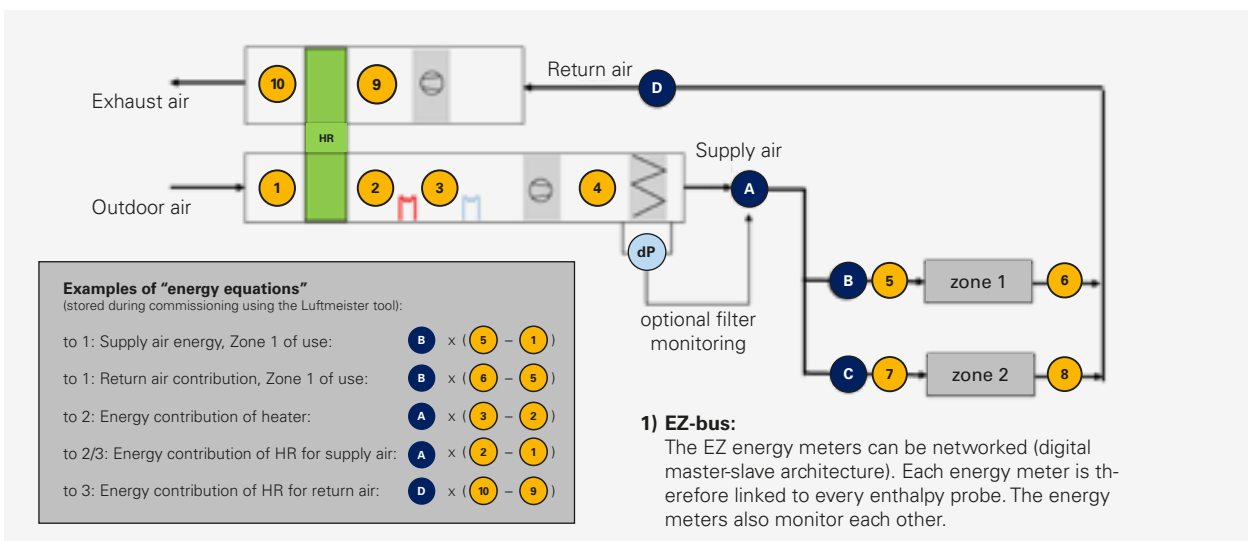 10
9
Return air
D
Exhaust air
HR
Supply air
1
2
3
4
A
Outdoor air
dP
B
5
zone 1
6
optional filter
monitoring
C
7
zone 2
8
Examples of “energy equations”
(stored during commissioning using the Luftmeister tool):
to 1: Supply air energy, Zone 1 of use: B x ( 5 – 1 )
to 1: Return air contribution, Zone 1 of use: B x ( 6 – 5 )
to 2: Energy contribution of heater: A x ( 3 – 2 )
to 2/3: Energy contribution of HR for supply air: A x ( 2 – 1 )
to 3: Energy contribution of HR for return air: D x ( 10 – 9 )
1) EZ-bus:
The EZ energy meters can be networked (digital
master-slave architecture). Each energy meter is th-
erefore linked to every enthalpy probe. The energy
meters also monitor each other.